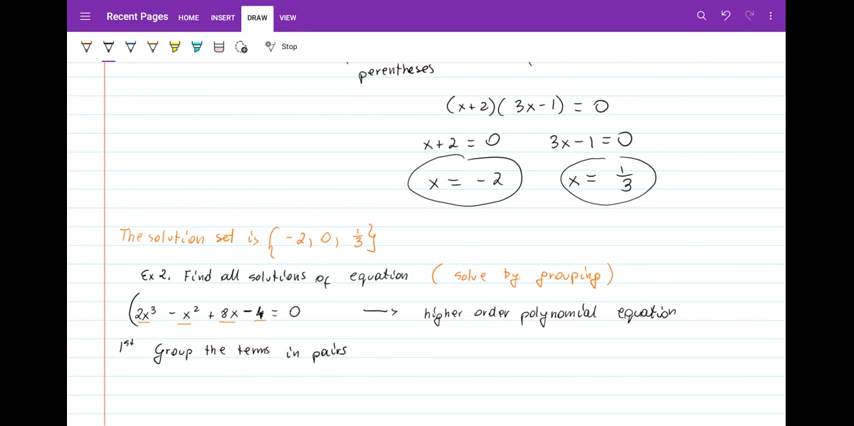 Recent Pages HOME INSERT DRAW VIEW
Stop
perentheses
(x+2)(3x-1) = 0
x+2 = 0 3x-1=0
x = -2 x = 1/3
The solution set is { -2, 0, 1/3 }
Ex 2. Find all solutions of equation ( solve by grouping )
(2x³ - x² + 8x - 4 = 0 → higher order polynomial equation
1st Group the terms in pairs